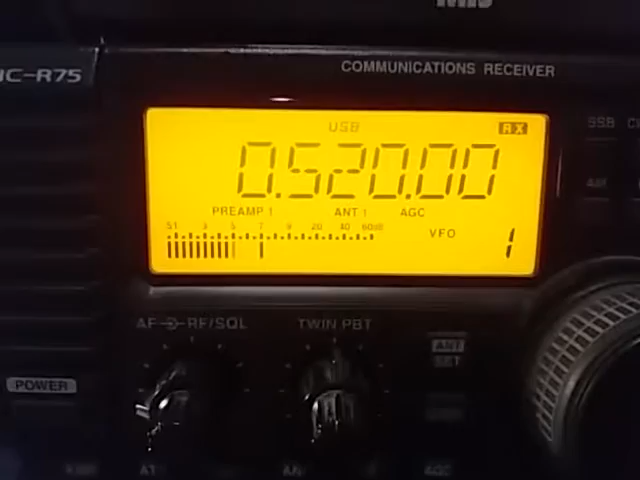 IC-R75
COMMUNICATIONS RECEIVER
USB RX
0.520.00
PREAMP 1 ANT 1 AGC
S1 3 5 7 9 20 40 60dB
VFO 1
SSB
AM
AF RF/SQL TWIN PBT
ANT
SET
POWER
AGC